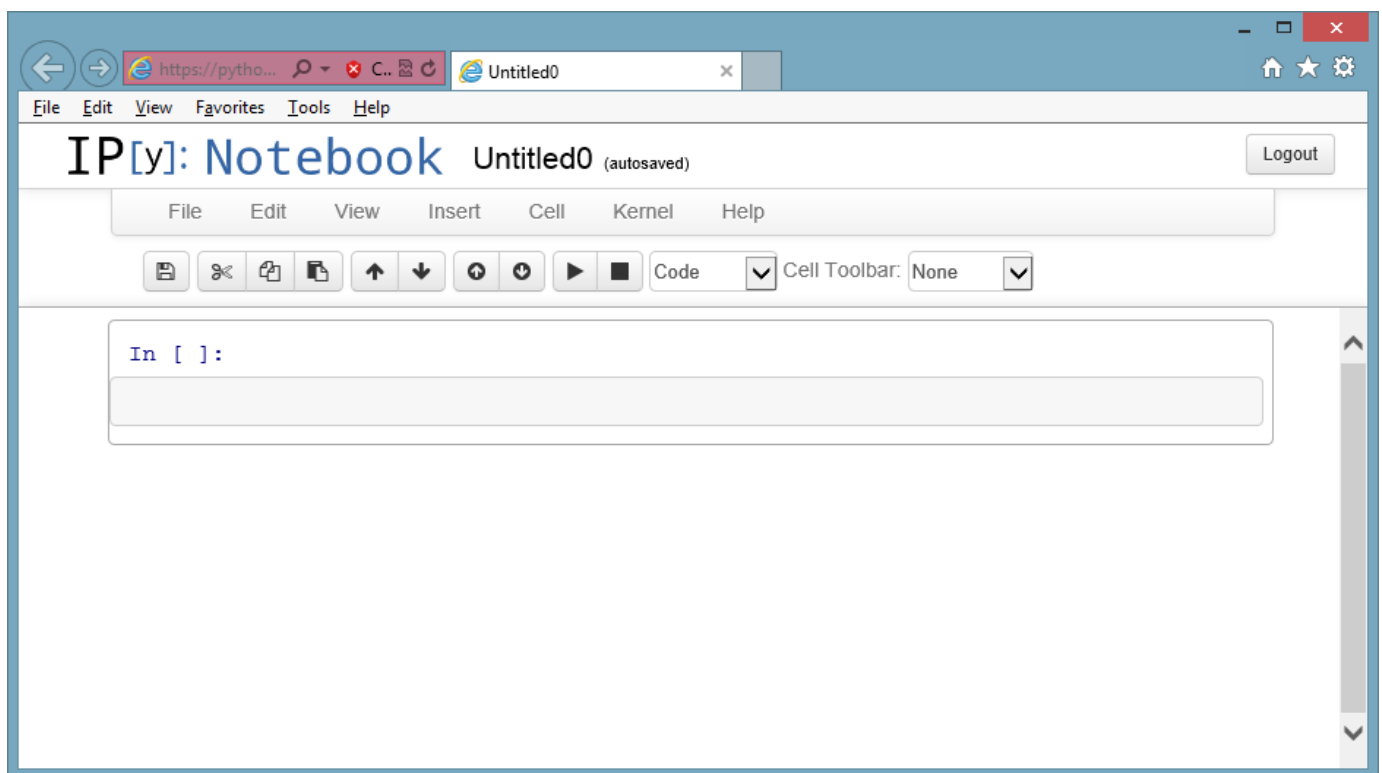 https://pytho... C.. Untitled0
File Edit View Favorites Tools Help
IP[y]: Notebook Untitled0 (autosaved) Logout
File Edit View Insert Cell Kernel Help
Code Cell Toolbar: None
In [ ]: